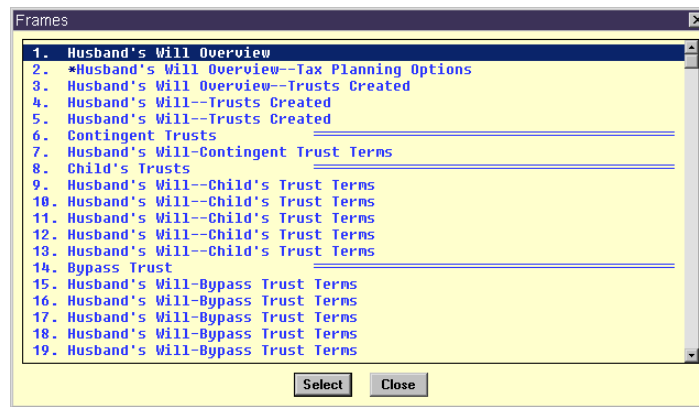 Frames
1. Husband's Will Overview
2. *Husband's Will Overview--Tax Planning Options
3. Husband's Will Overview--Trusts Created
4. Husband's Will--Trusts Created
5. Husband's Will--Trusts Created
6. Contingent Trusts
7. Husband's Will-Contingent Trust Terms
8. Child's Trusts
9. Husband's Will--Child's Trust Terms
10. Husband's Will--Child's Trust Terms
11. Husband's Will--Child's Trust Terms
12. Husband's Will--Child's Trust Terms
13. Husband's Will--Child's Trust Terms
14. Bypass Trust
15. Husband's Will-Bypass Trust Terms
16. Husband's Will-Bypass Trust Terms
17. Husband's Will-Bypass Trust Terms
18. Husband's Will-Bypass Trust Terms
19. Husband's Will-Bypass Trust Terms
Select Close